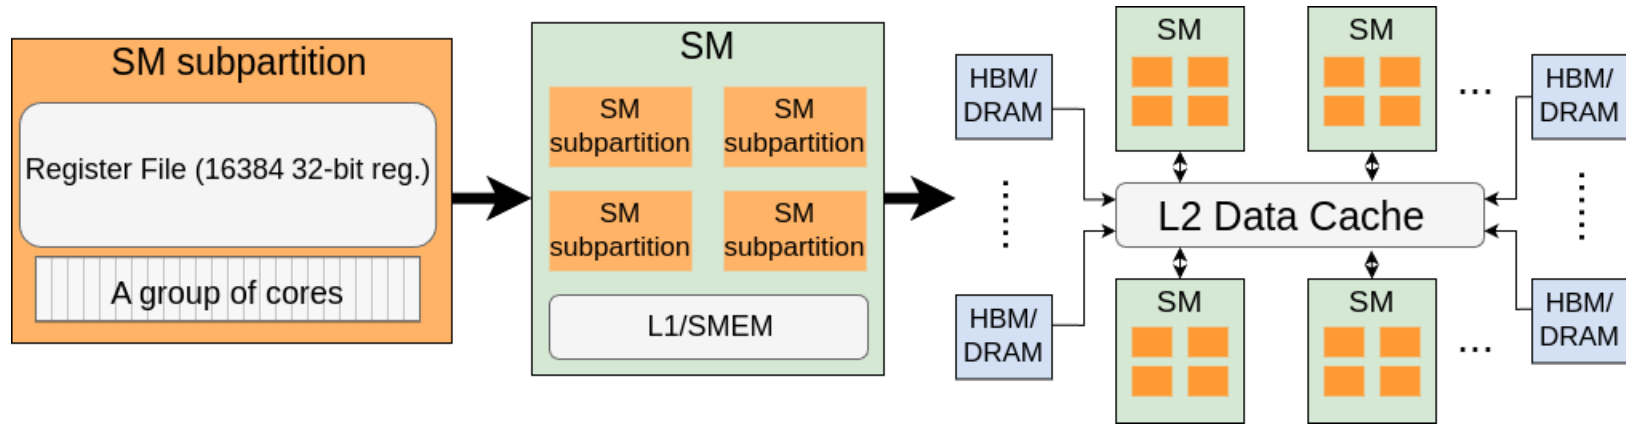 SM subpartition
Register File (16384 32-bit reg.)
A group of cores
SM
SM
subpartition
SM
subpartition
SM
subpartition
SM
subpartition
L1/SMEM
HBM/
DRAM
HBM/
DRAM
SM
SM
...
L2 Data Cache
SM
SM
...
HBM/
DRAM
HBM/
DRAM